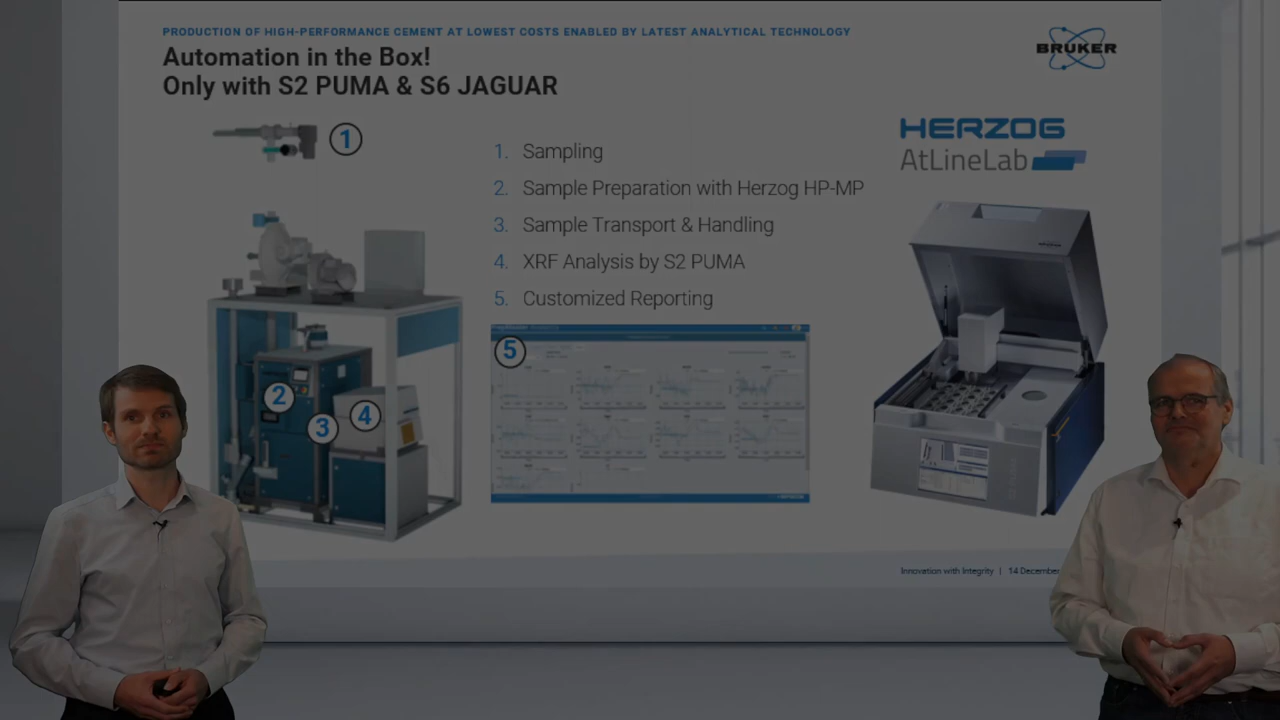 PRODUCTION OF HIGH-PERFORMANCE CEMENT AT LOWEST COSTS ENABLED BY LATEST ANALYTICAL TECHNOLOGY
Automation in the Box!
Only with S2 PUMA & S6 JAGUAR
BRUKER
1
HERZOG
AtLineLab
1. Sampling
2. Sample Preparation with Herzog HP-MP
3. Sample Transport & Handling
4. XRF Analysis by S2 PUMA
5. Customized Reporting
5
2
4
3
Innovation with Integrity | 14 December